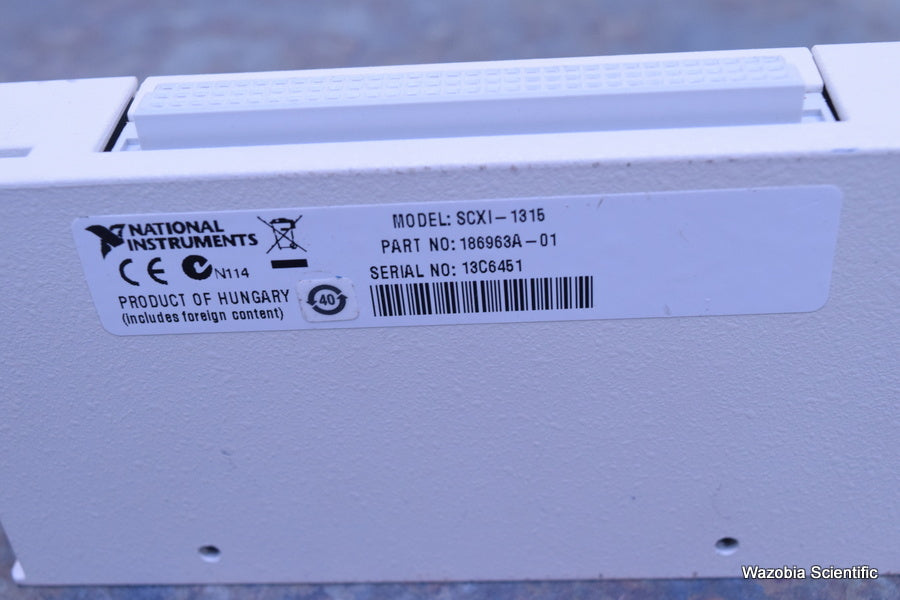 NATIONAL
INSTRUMENTS
N114
PRODUCT OF HUNGARY
(includes foreign content)
40
MODEL: SCXI-1315
PART NO: 186963A-01
SERIAL NO: 13C6451
Wazobia Scientific